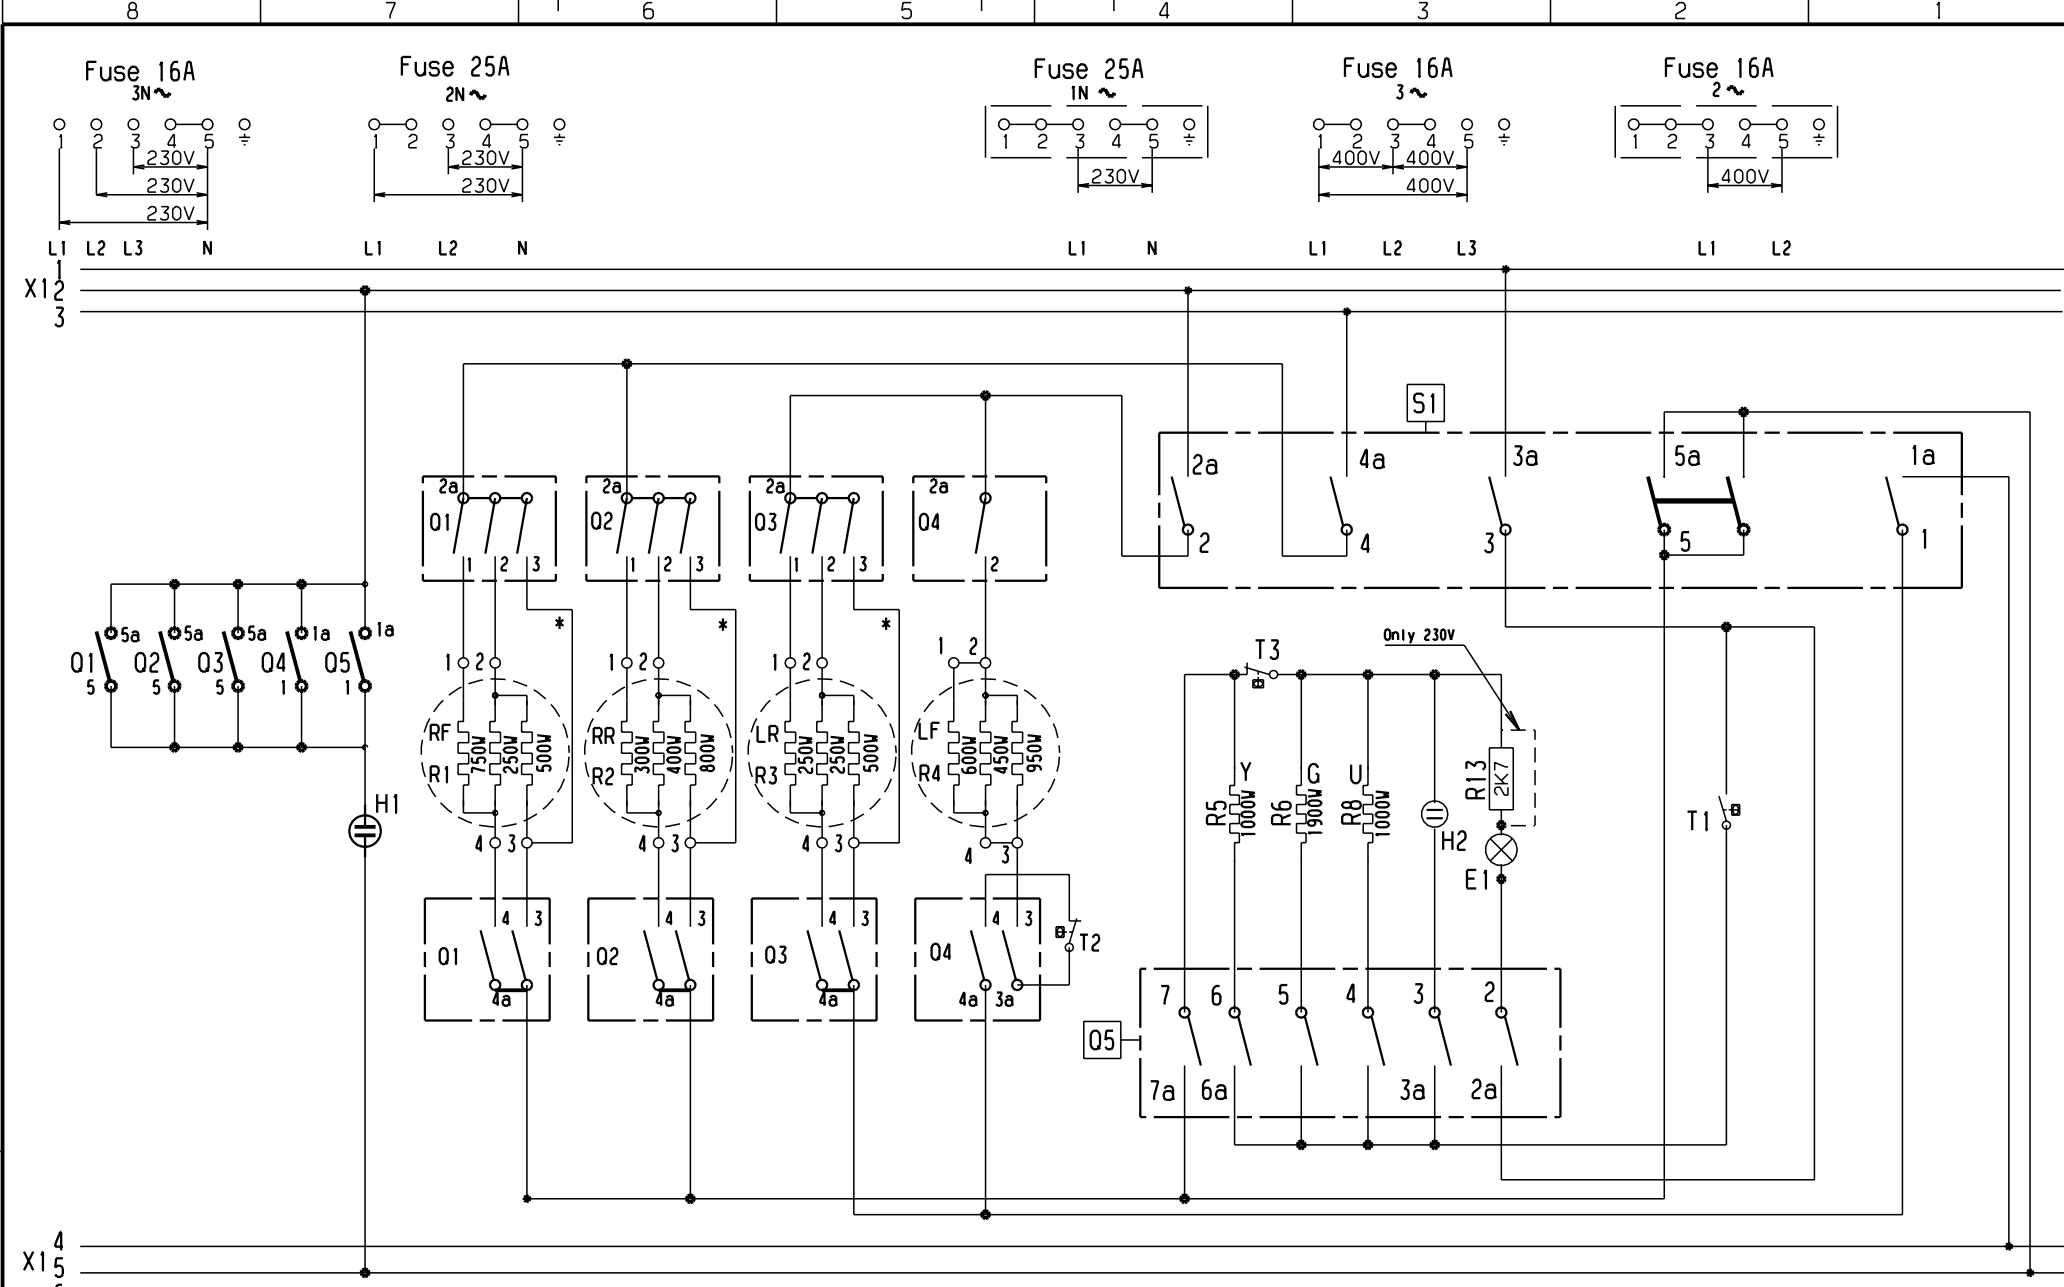 8 7 6 5 4 3 2 1
Fuse 16A Fuse 25A Fuse 25A Fuse 16A Fuse 16A
3N~ 2N~ 1N ~ 3 ~ 2 ~
1 2 3 4 5 1 2 3 4 5 1 2 3 4 5 1 2 3 4 5 1 2 3 4 5
230V 230V 400V 400V
230V 230V 230V 400V 400V
230V
L1 L2 L3 N L1 L2 N L1 N L1 L2 L3 L1 L2
1
X1 2
3
S1
2a 4a 3a 5a 1a
2a 2a 2a 2a
Q1 Q2 Q3 Q4
2 4 3 5 1
1 2 3 1 2 3 1 2 3 2
* * *
5a 5a 5a 1a 1a
Q1 Q2 Q3 Q4 Q5
5 5 5 1 1
1 2 1 2 1 2 1 2
T3 Only 230V
RF RR LR LF
R1 750W 250W 500W
R2 300W 400W 800W
R3 250W 250W 500W
R4 600W 450W 950W
Y G U
R5 1000W R6 1900W R8 1000W
R13 2K7
H1
H2
E1
T1
4 3 4 3 4 3 4 3
4 3 4 3 4 3 4 3
Q1 Q2 Q3 Q4 T2
4a 4a 4a 4a 3a
7 6 5 4 3 2
Q5
7a 6a 3a 2a
4
X1 5